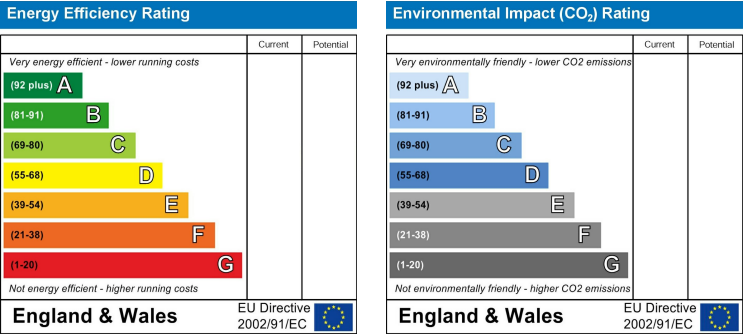 Energy Efficiency Rating
Current Potential
Very energy efficient - lower running costs
(92 plus) A
(81-91) B
(69-80) C
(55-68) D
(39-54) E
(21-38) F
(1-20) G
Not energy efficient - higher running costs
England & Wales
EU Directive
2002/91/EC
Environmental Impact (CO₂) Rating
Current Potential
Very environmentally friendly - lower CO2 emissions
(92 plus) A
(81-91) B
(69-80) C
(55-68) D
(39-54) E
(21-38) F
(1-20) G
Not environmentally friendly - higher CO2 emissions
England & Wales
EU Directive
2002/91/EC